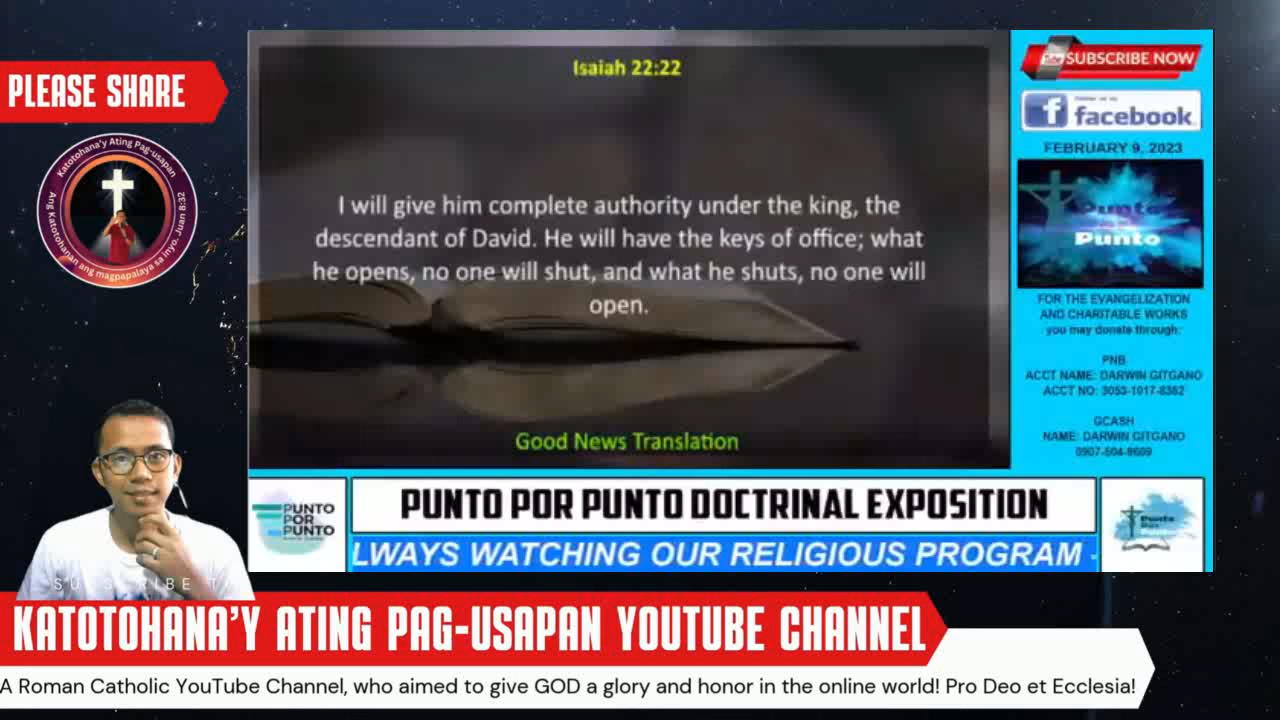 PLEASE SHARE
Katotohana'y Ating Pag-usapan
Ang Katotohanan ang magpapalaya sa inyo. Juan 8:32
Isaiah 22:22
I will give him complete authority under the king, the
descendant of David. He will have the keys of office; what
he opens, no one will shut, and what he shuts, no one will
open.
Good News Translation
SUBSCRIBE NOW
facebook
FEBRUARY 9, 2023
Punto
Punto
FOR THE EVANGELIZATION
AND CHARITABLE WORKS
you may donate through:
PNB
ACCT NAME: DARWIN GITGANO
ACCT NO: 3053-1017-8362
GCASH
NAME: DARWIN GITGANO
0907-504-8609
PUNTO
POR
PUNTO
PUNTO POR PUNTO DOCTRINAL EXPOSITION
LWAYS WATCHING OUR RELIGIOUS PROGRAM -
SUBSCRIBE
KATOTOHANA'Y ATING PAG-USAPAN YOUTUBE CHANNEL
A Roman Catholic YouTube Channel, who aimed to give GOD a glory and honor in the online world! Pro Deo et Ecclesia!